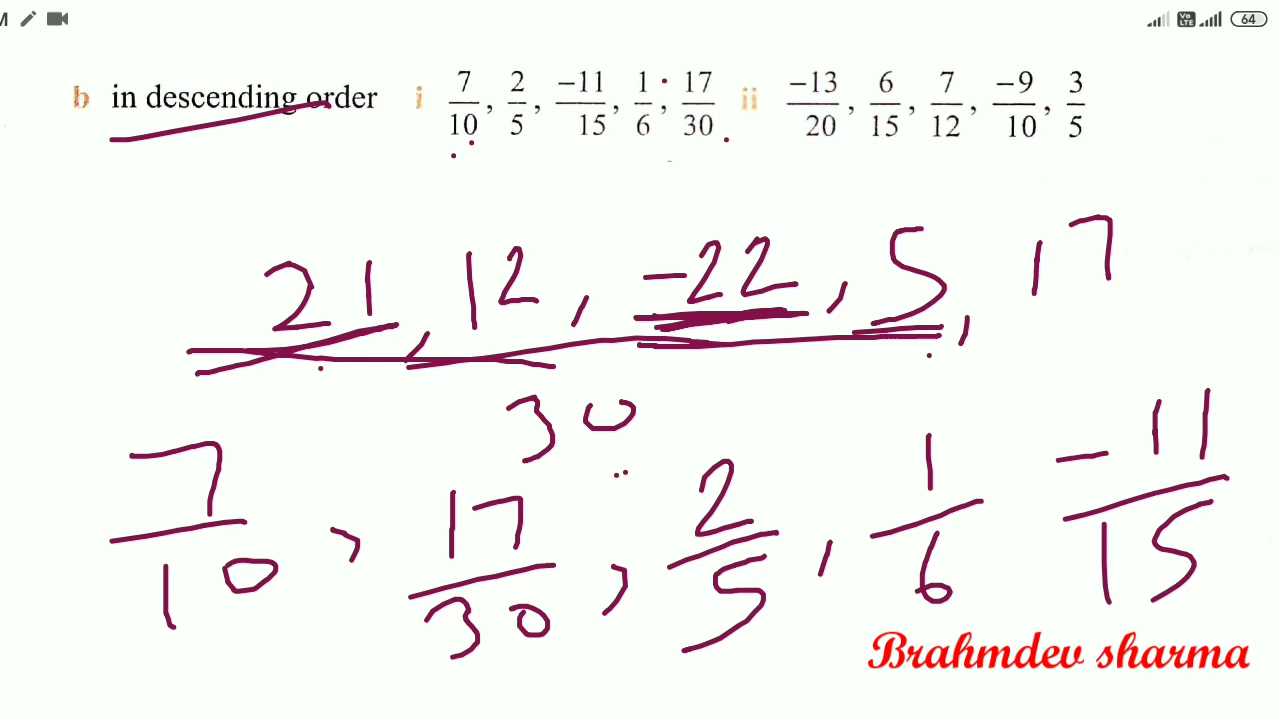 M 64
b in descending order i 7/10, 2/5, -11/15, 1/6, 17/30 ii -13/20, 6/15, 7/12, -9/10, 3/5
21, 12, -22, 5, 17
30
7/10, 17/30, 2/5, 1/6 -11/15
Brahmdev sharma